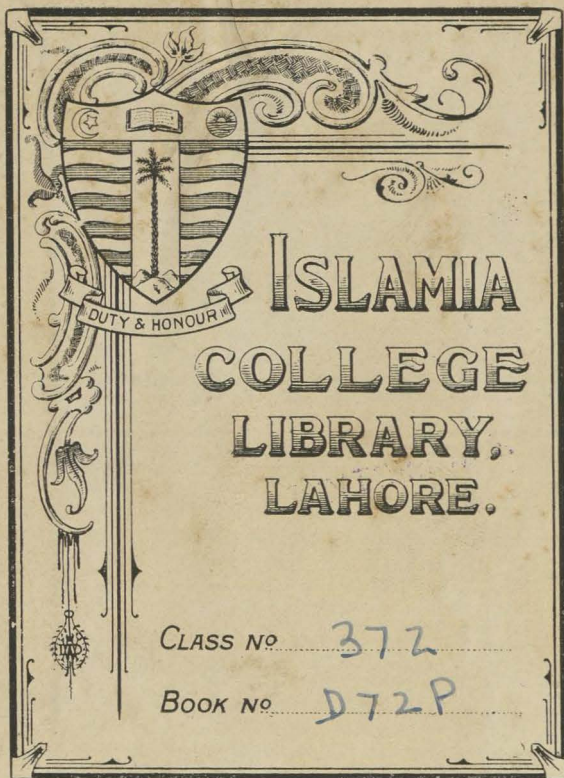 DUTY & HONOUR
ISLAMIA
COLLEGE
LIBRARY,
LAHORE.
CLASS Nº 372
BOOK Nº D72P